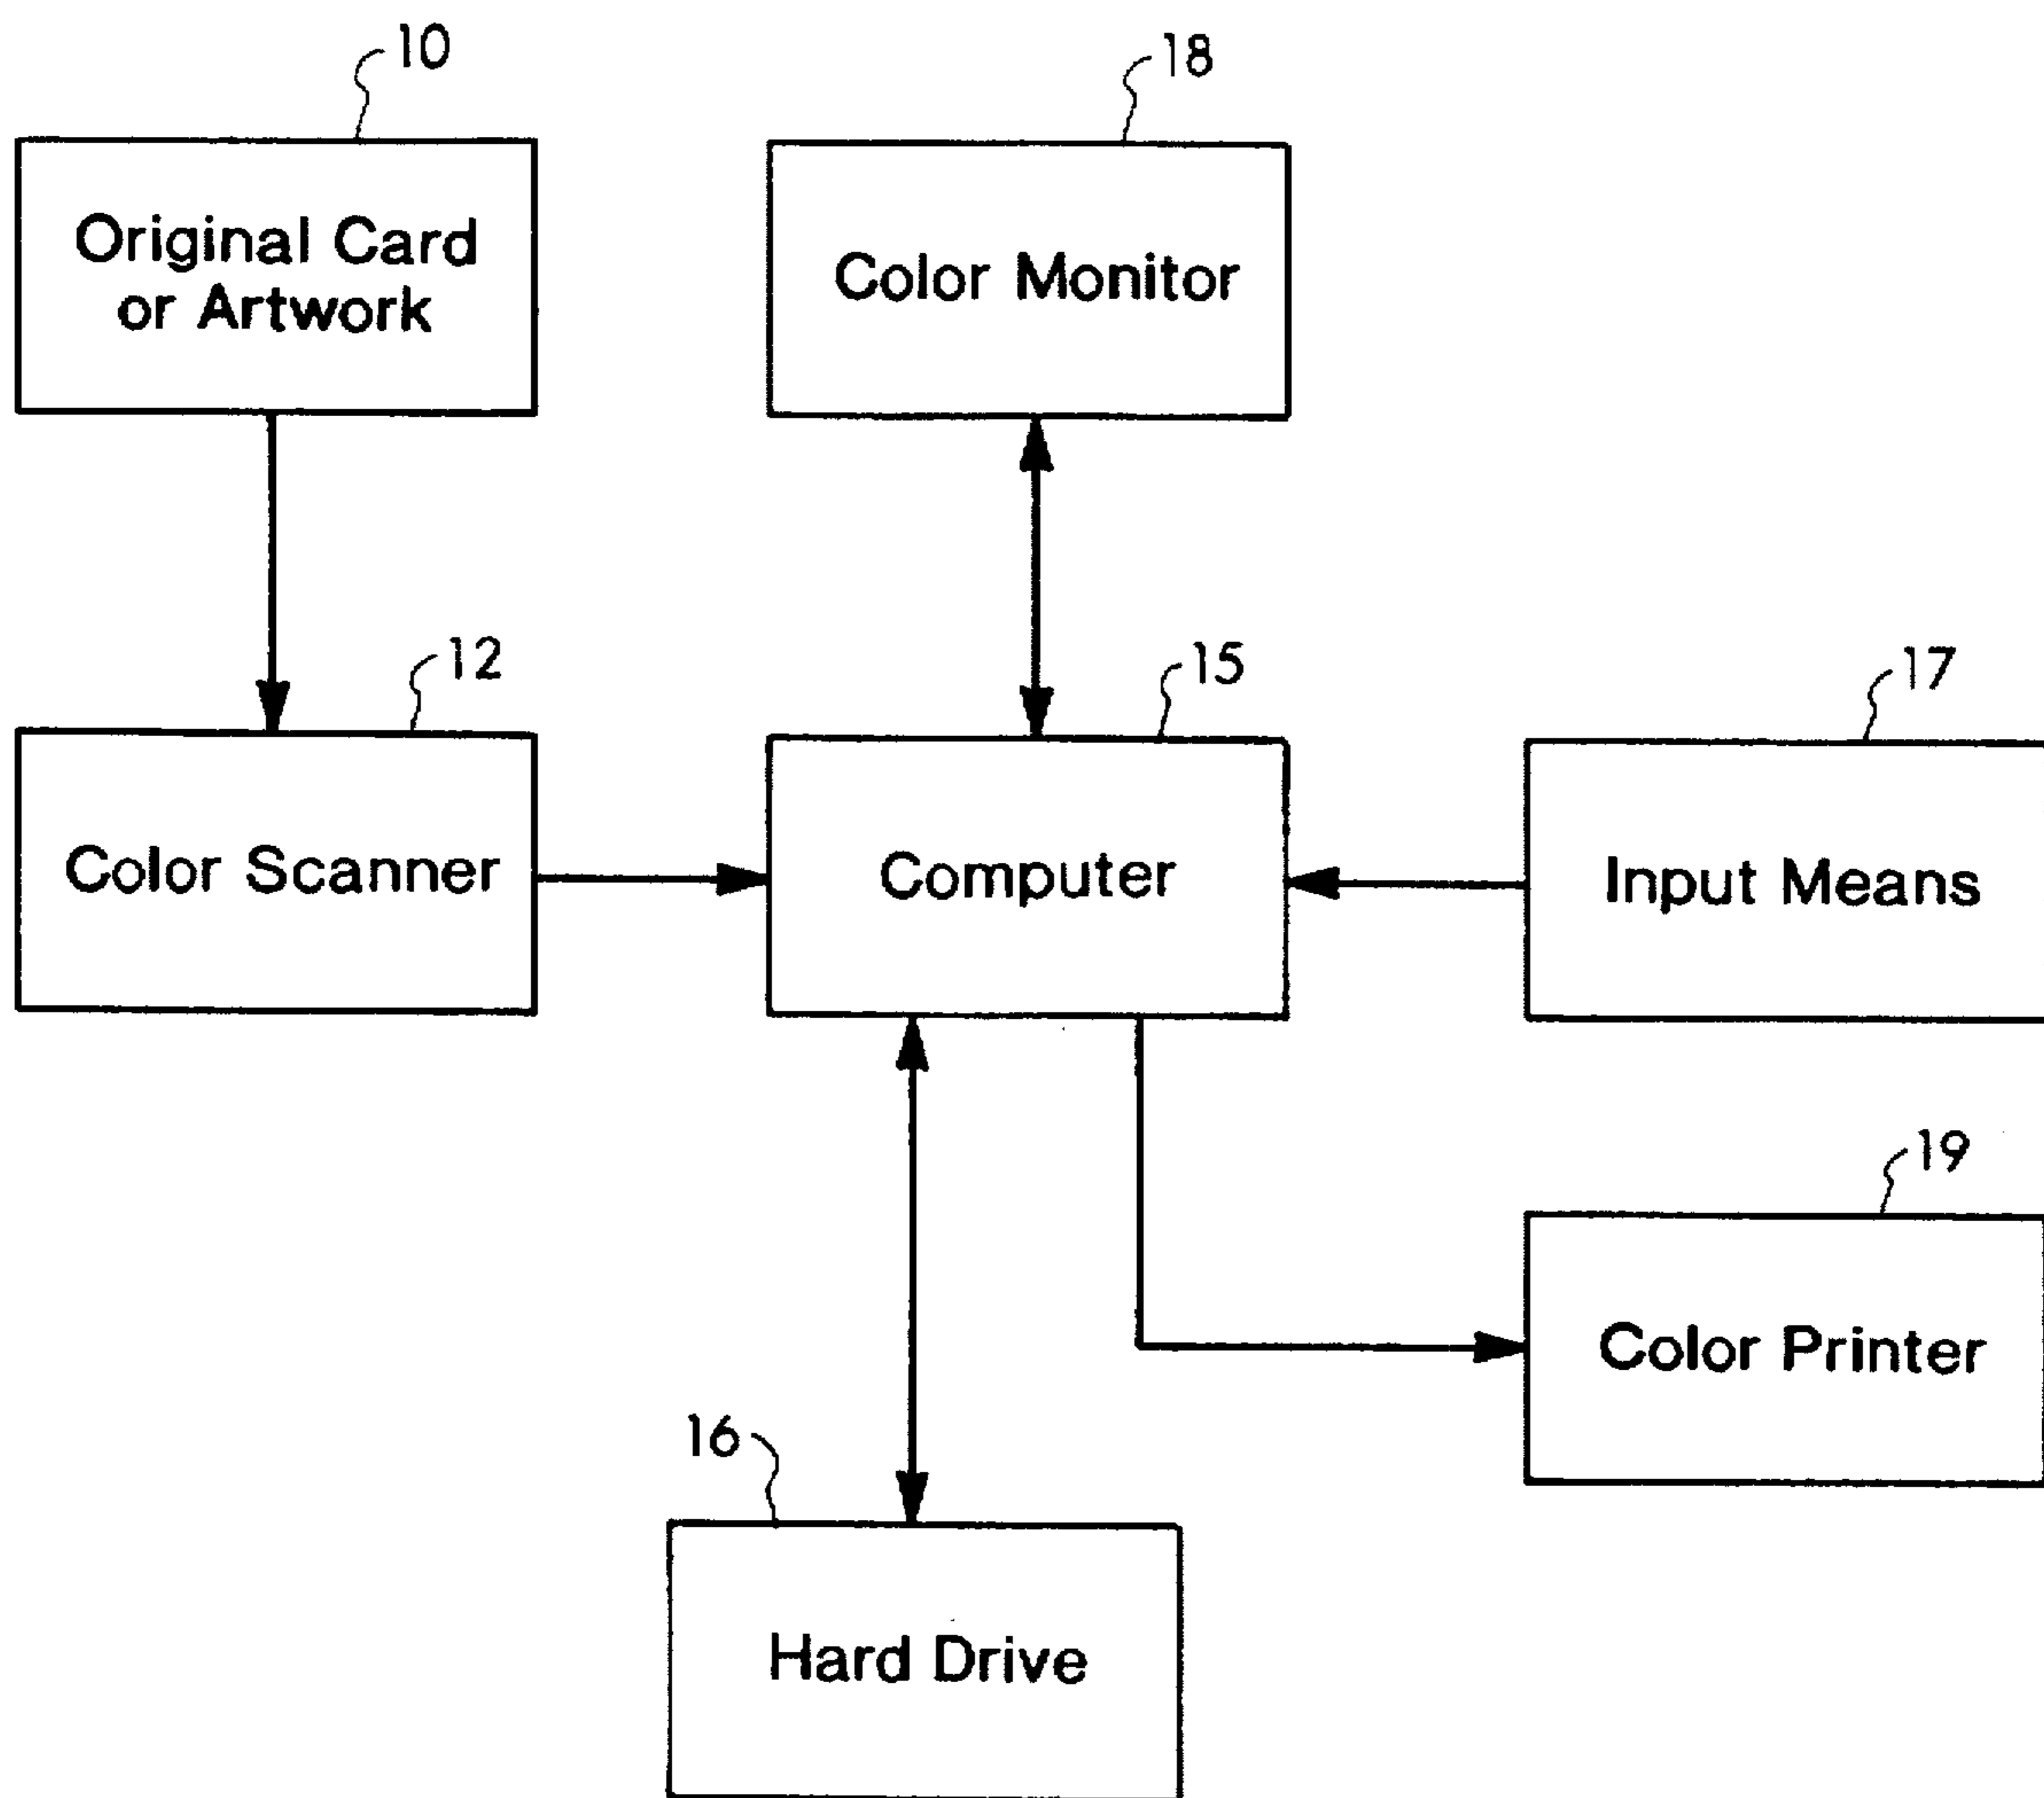 10
18
Original Card
or Artwork
Color Monitor
12
15
17
Color Scanner
Computer
Input Means
19
Color Printer
16
Hard Drive